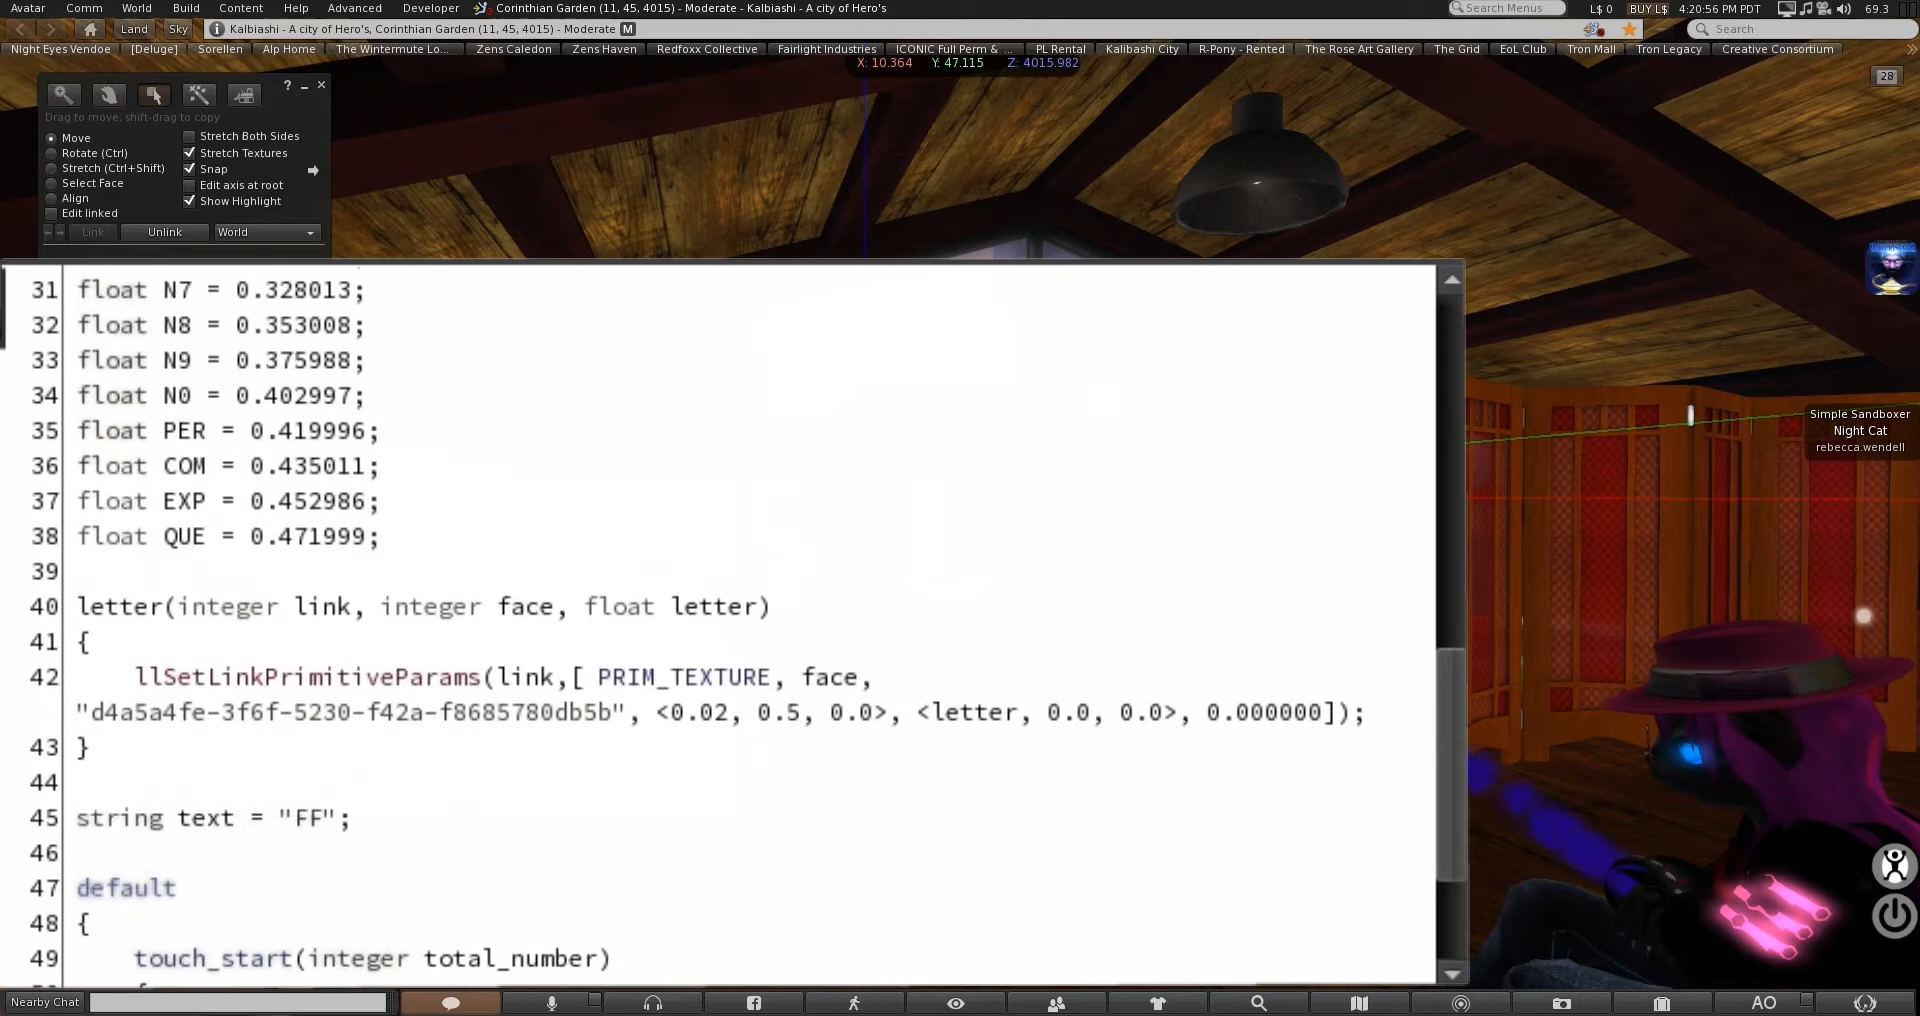 Avatar Comm World Build Content Help Advanced Developer Corinthian Garden (11, 45, 4015) - Moderate - Kalbiashi - A city of Hero's Search Menus L$ 0 BUY L$ 4:20:56 PM PDT 69.3
Land Sky Kalbiashi - A city of Hero's, Corinthian Garden (11, 45, 4015) - Moderate M Search
NIght Eyes Vendoe [Deluge] Sorellen Alp Home The Wintermute Lo... Zens Caledon Zens Haven Redfoxx Collective Fairlight Industries ICONIC Full Perm & ... PL Rental Kalibashi City R-Pony - Rented The Rose Art Gallery The Grid EoL Club Tron Mall Tron Legacy Creative Consortium
X: 10.364 Y: 47.115 Z: 4015.982
28
Drag to move, shift-drag to copy
Move Stretch Both Sides
Rotate (Ctrl) Stretch Textures
Stretch (Ctrl+Shift) Snap
Select Face Edit axis at root
Align Show Highlight
Edit linked
Link Unlink World
31 float N7 = 0.328013;
32 float N8 = 0.353008;
33 float N9 = 0.375988;
34 float N0 = 0.402997;
35 float PER = 0.419996;
36 float COM = 0.435011;
37 float EXP = 0.452986;
38 float QUE = 0.471999;
39
40 letter(integer link, integer face, float letter)
41 {
42 llSetLinkPrimitiveParams(link,[ PRIM_TEXTURE, face,
"d4a5a4fe-3f6f-5230-f42a-f8685780db5b", <0.02, 0.5, 0.0>, <letter, 0.0, 0.0>, 0.000000]);
43 }
44
45 string text = "FF";
46
47 default
48 {
49 touch_start(integer total_number)
Simple Sandboxer
Night Cat
rebecca.wendell
Nearby Chat AO